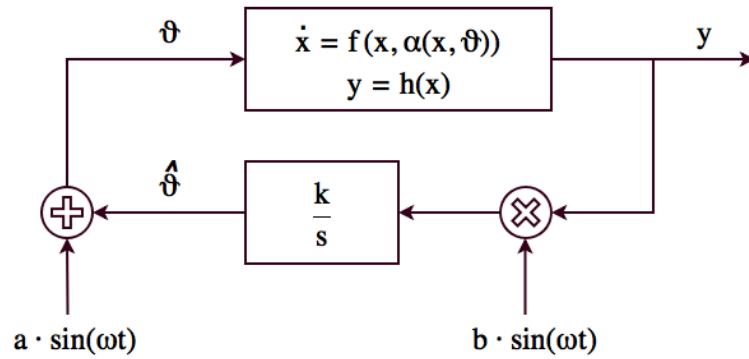 ϑ
ẋ = f(x, α(x, ϑ))
y = h(x)
y
ϑ̂
k
s
a · sin(ωt)
b · sin(ωt)